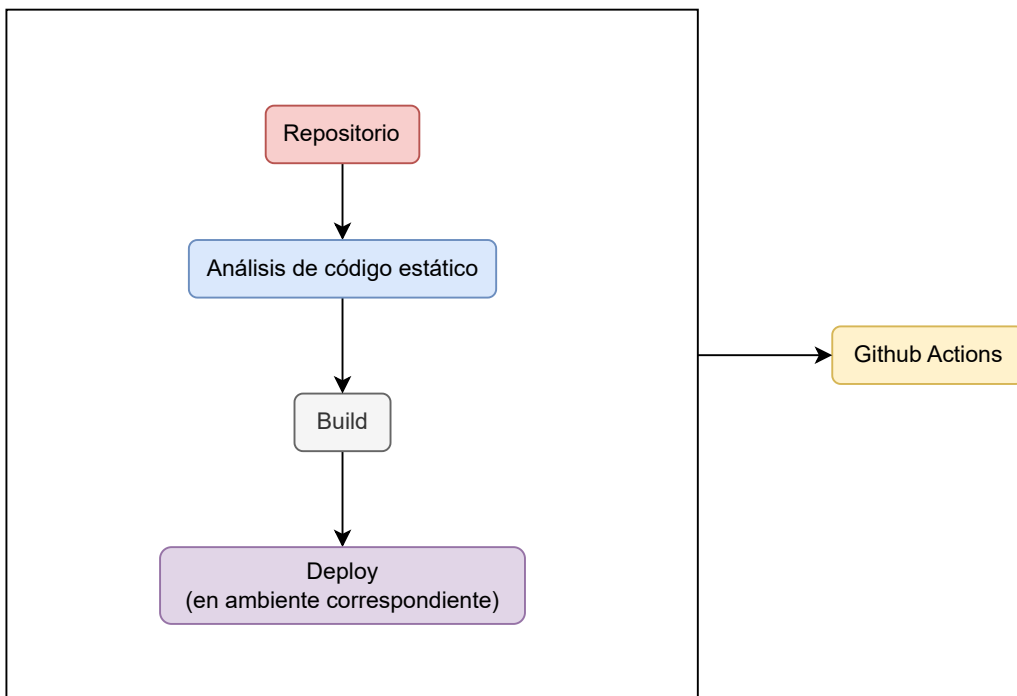 Repositorio
Análisis de código estático
Github Actions
Build
Deploy
(en ambiente correspondiente)